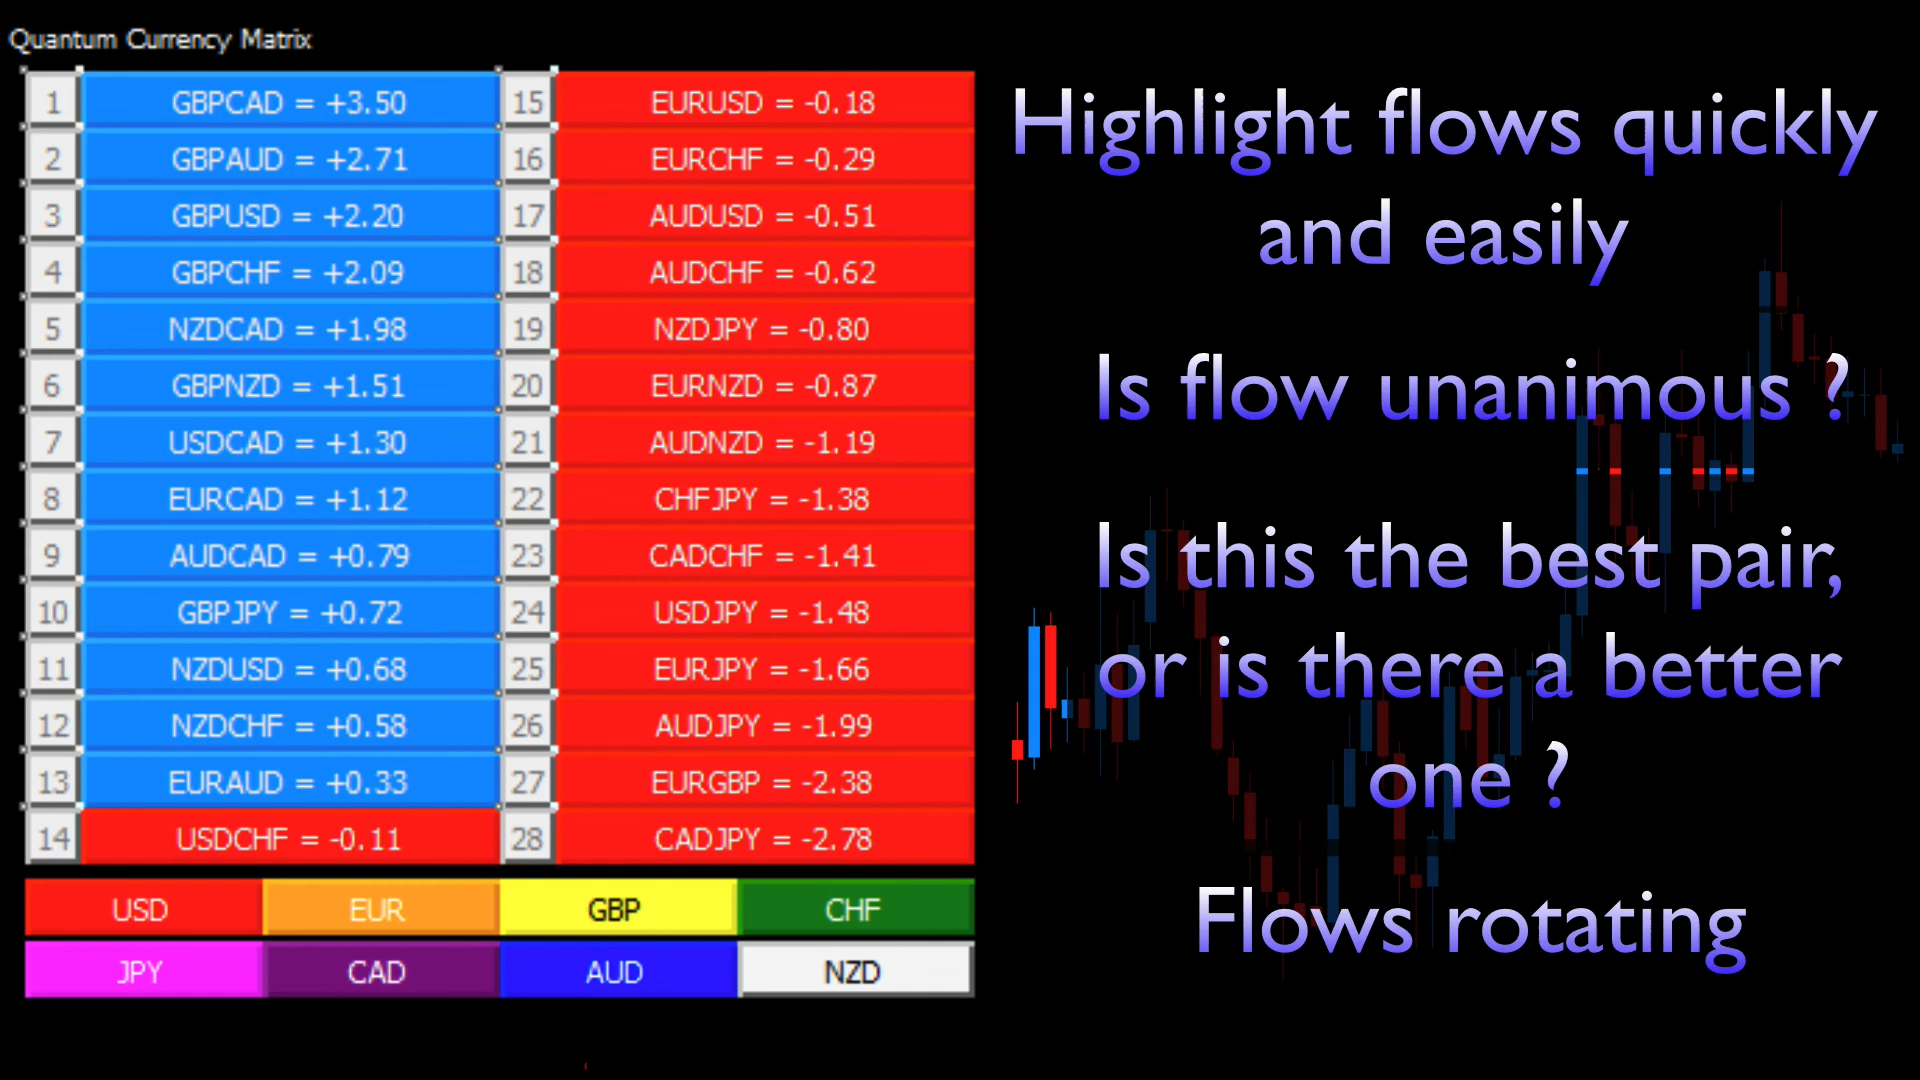 Quantum Currency Matrix
1 GBPCAD = +3.50
2 GBPAUD = +2.71
3 GBPUSD = +2.20
4 GBPCHF = +2.09
5 NZDCAD = +1.98
6 GBPNZD = +1.51
7 USDCAD = +1.30
8 EURCAD = +1.12
9 AUDCAD = +0.79
10 GBPJPY = +0.72
11 NZDUSD = +0.68
12 NZDCHF = +0.58
13 EURAUD = +0.33
14 USDCHF = -0.11
15 EURUSD = -0.18
16 EURCHF = -0.29
17 AUDUSD = -0.51
18 AUDCHF = -0.62
19 NZDJPY = -0.80
20 EURNZD = -0.87
21 AUDNZD = -1.19
22 CHFJPY = -1.38
23 CADCHF = -1.41
24 USDJPY = -1.48
25 EURJPY = -1.66
26 AUDJPY = -1.99
27 EURGBP = -2.38
28 CADJPY = -2.78
USD EUR GBP CHF
JPY CAD AUD NZD
Highlight flows quickly
and easily
Is flow unanimous ?
Is this the best pair,
or is there a better
one ?
Flows rotating